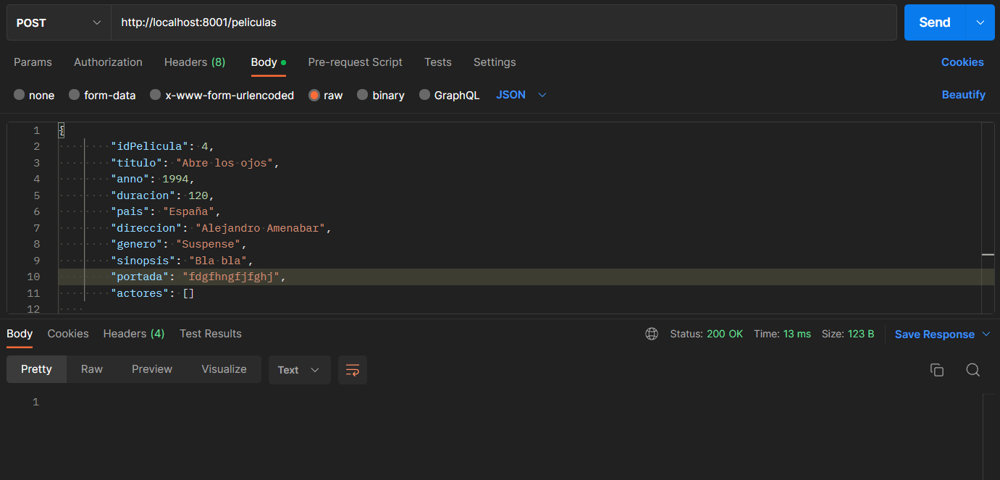 POST http://localhost:8001/peliculas Send
Params Authorization Headers (8) Body Pre-request Script Tests Settings Cookies
none form-data x-www-form-urlencoded raw binary GraphQL JSON Beautify
1 {
2 "idPelicula": 4,
3 "titulo": "Abre los ojos",
4 "anno": 1994,
5 "duracion": 120,
6 "pais": "España",
7 "direccion": "Alejandro Amenabar",
8 "genero": "Suspense",
9 "sinopsis": "Bla bla",
10 "portada": "fdgfhngfjfghj",
11 "actores": []
12
Body Cookies Headers (4) Test Results Status: 200 OK Time: 13 ms Size: 123 B Save Response
Pretty Raw Preview Visualize Text
1